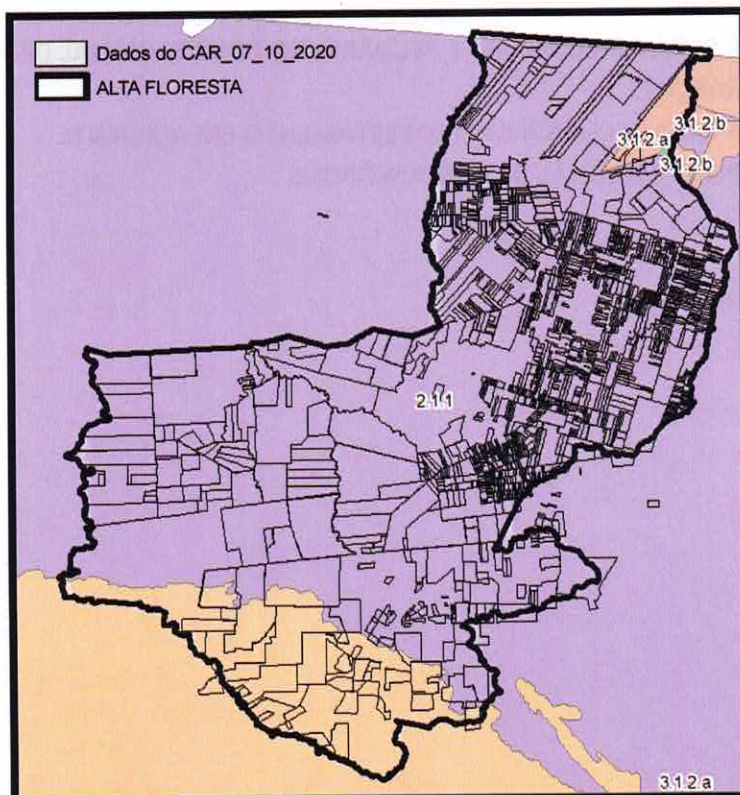 Dados do CAR_07_10_2020
ALTA FLORESTA
3.1.2.b
3.1.2.a
3.1.2.b
2.1.1
3.1.2.a